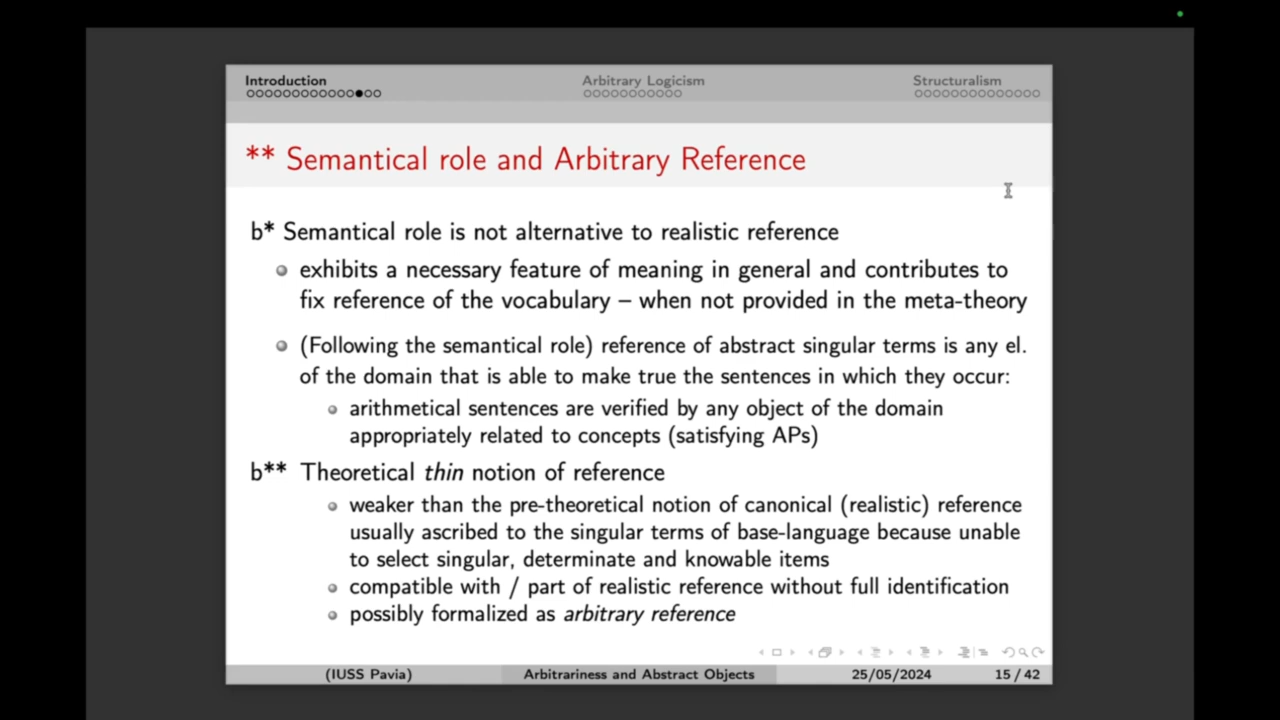 Introduction
Arbitrary Logicism
Structuralism
** Semantical role and Arbitrary Reference
b* Semantical role is not alternative to realistic reference
exhibits a necessary feature of meaning in general and contributes to
fix reference of the vocabulary – when not provided in the meta-theory
(Following the semantical role) reference of abstract singular terms is any el.
of the domain that is able to make true the sentences in which they occur:
arithmetical sentences are verified by any object of the domain
appropriately related to concepts (satisfying APs)
b** Theoretical thin notion of reference
weaker than the pre-theoretical notion of canonical (realistic) reference
usually ascribed to the singular terms of base-language because unable
to select singular, determinate and knowable items
compatible with / part of realistic reference without full identification
possibly formalized as arbitrary reference
(IUSS Pavia)
Arbitrariness and Abstract Objects
25/05/2024
15 / 42